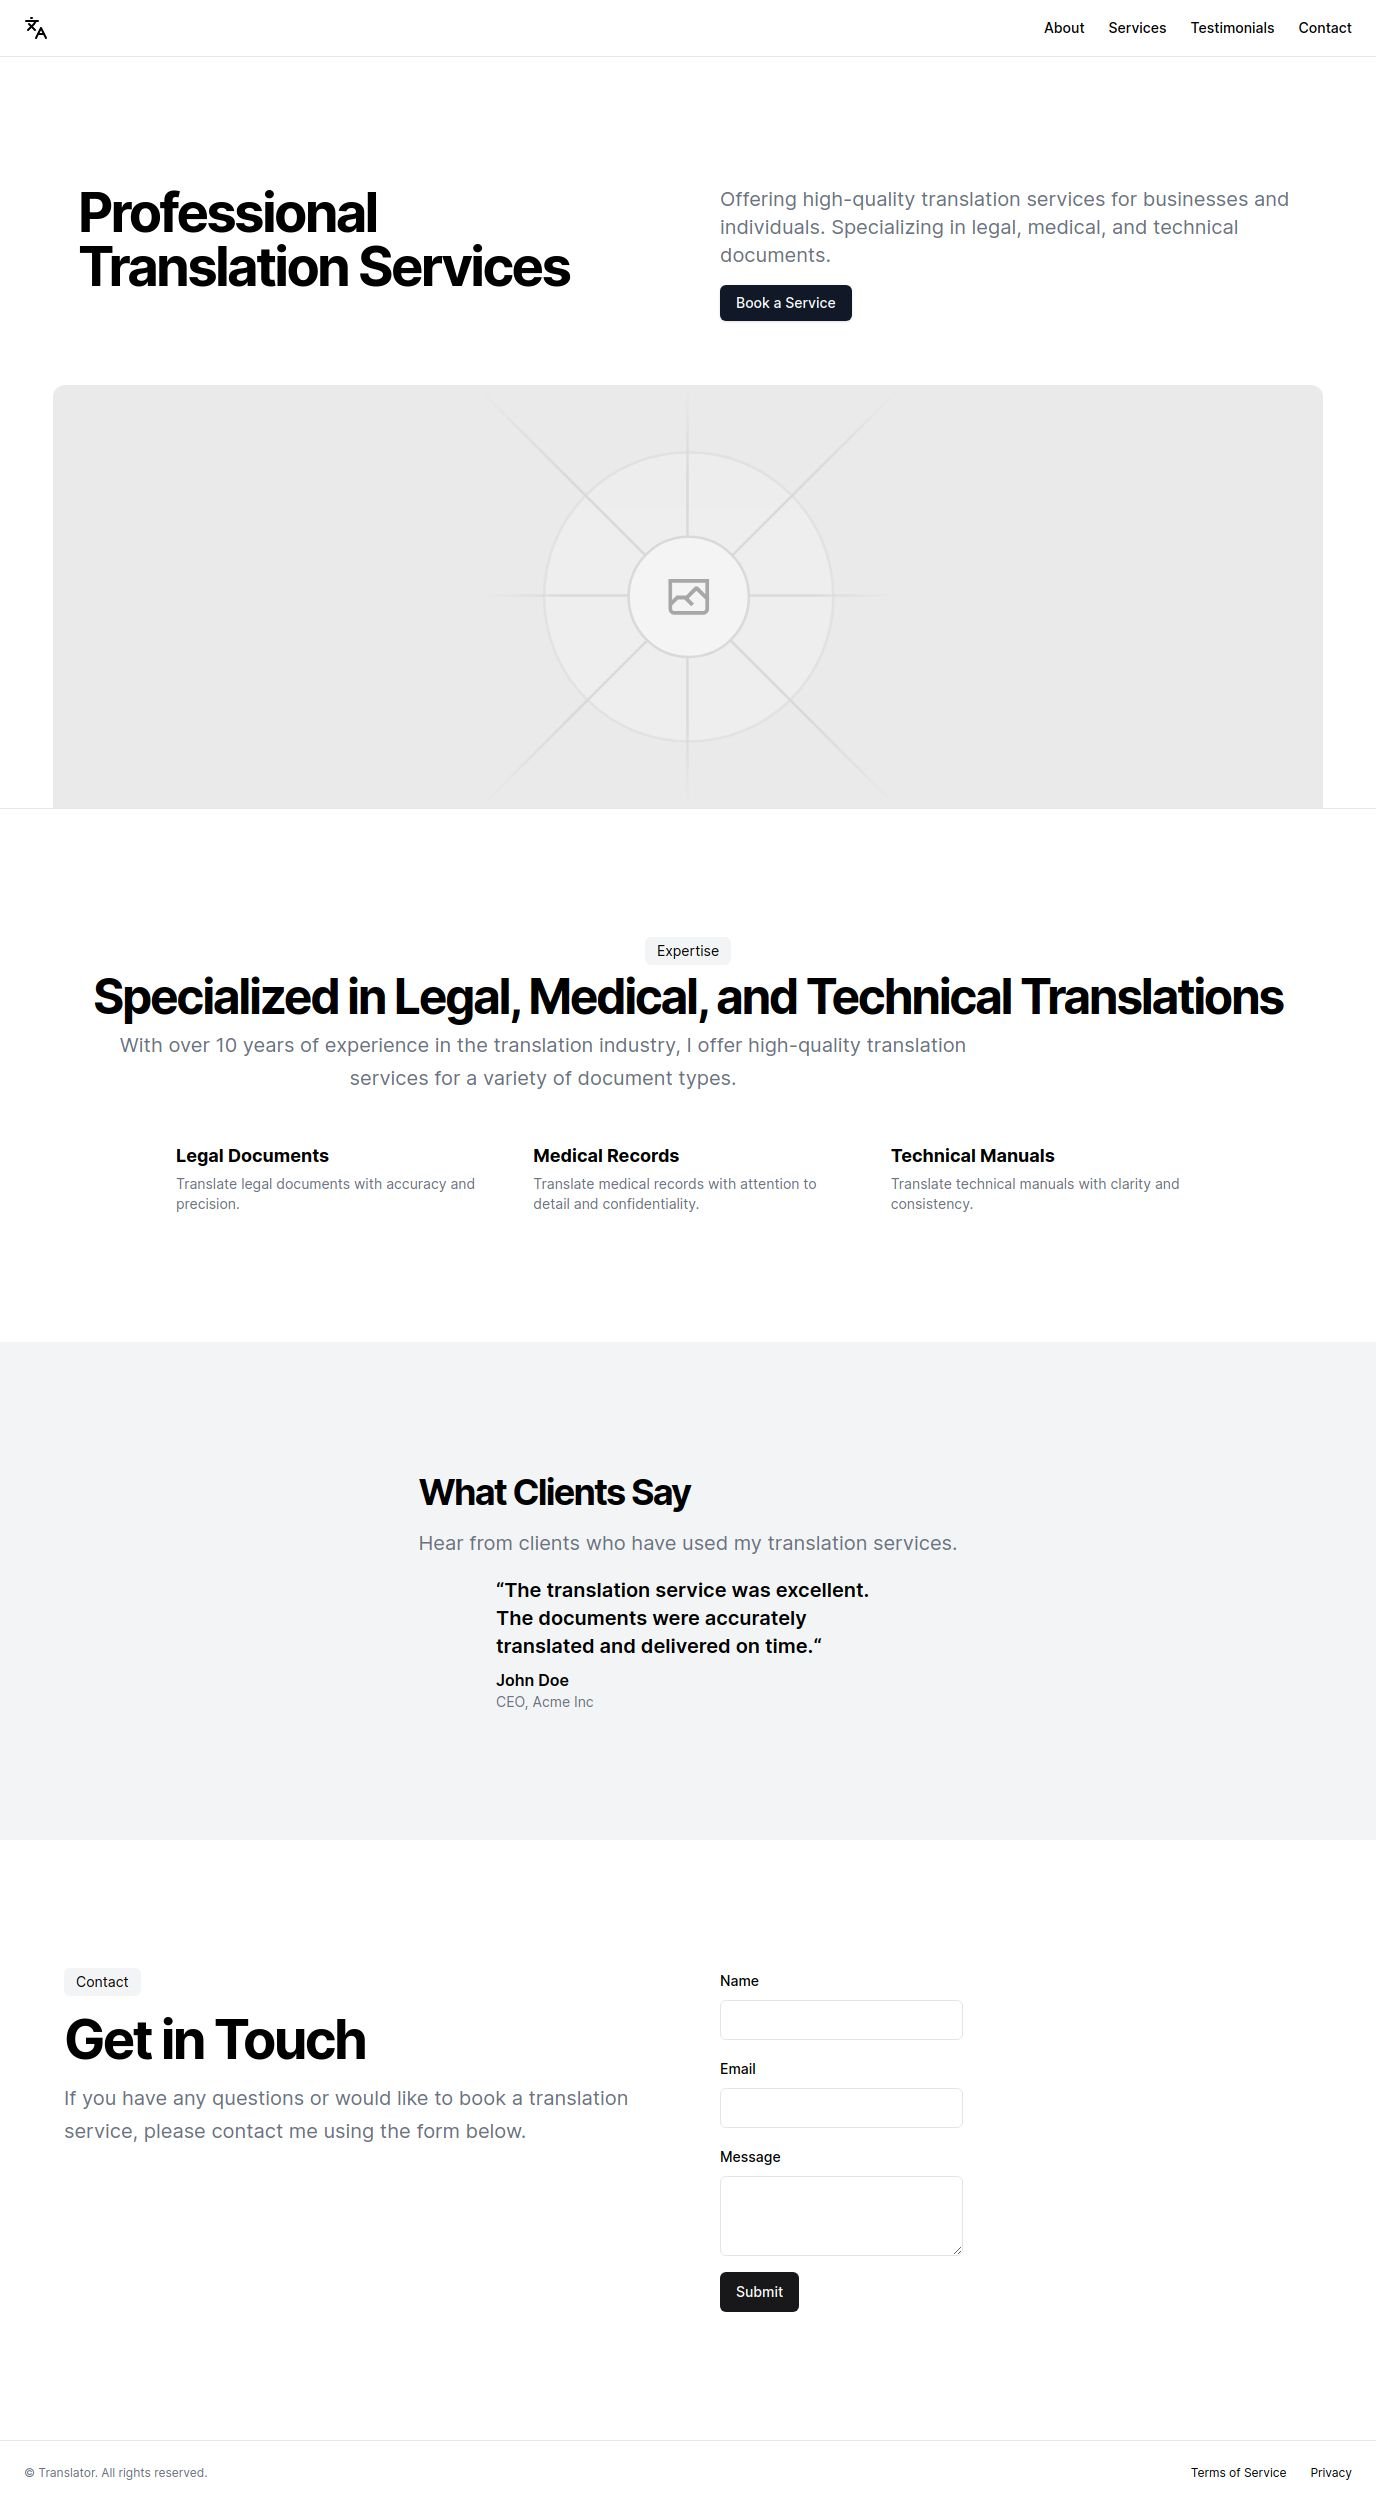 About Services Testimonials Contact
Professional
Translation Services
Offering high-quality translation services for businesses and
individuals. Specializing in legal, medical, and technical
documents.
Book a Service
Expertise
Specialized in Legal, Medical, and Technical Translations
With over 10 years of experience in the translation industry, I offer high-quality translation
services for a variety of document types.
Legal Documents
Translate legal documents with accuracy and
precision.
Medical Records
Translate medical records with attention to
detail and confidentiality.
Technical Manuals
Translate technical manuals with clarity and
consistency.
What Clients Say
Hear from clients who have used my translation services.
“The translation service was excellent.
The documents were accurately
translated and delivered on time.“
John Doe
CEO, Acme Inc
Contact
Get in Touch
If you have any questions or would like to book a translation
service, please contact me using the form below.
Name
Email
Message
Submit
© Translator. All rights reserved.
Terms of Service Privacy